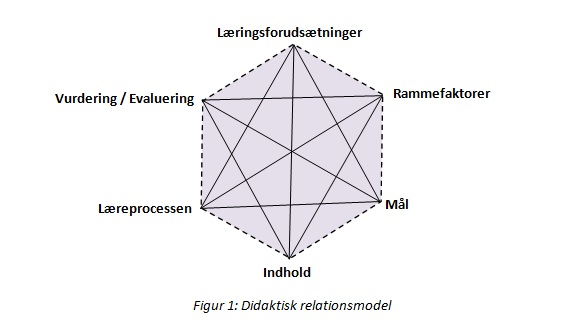 Læringsforudsætninger
Rammefaktorer
Vurdering / Evaluering
Læreprocessen
Mål
Indhold
Figur 1: Didaktisk relationsmodel